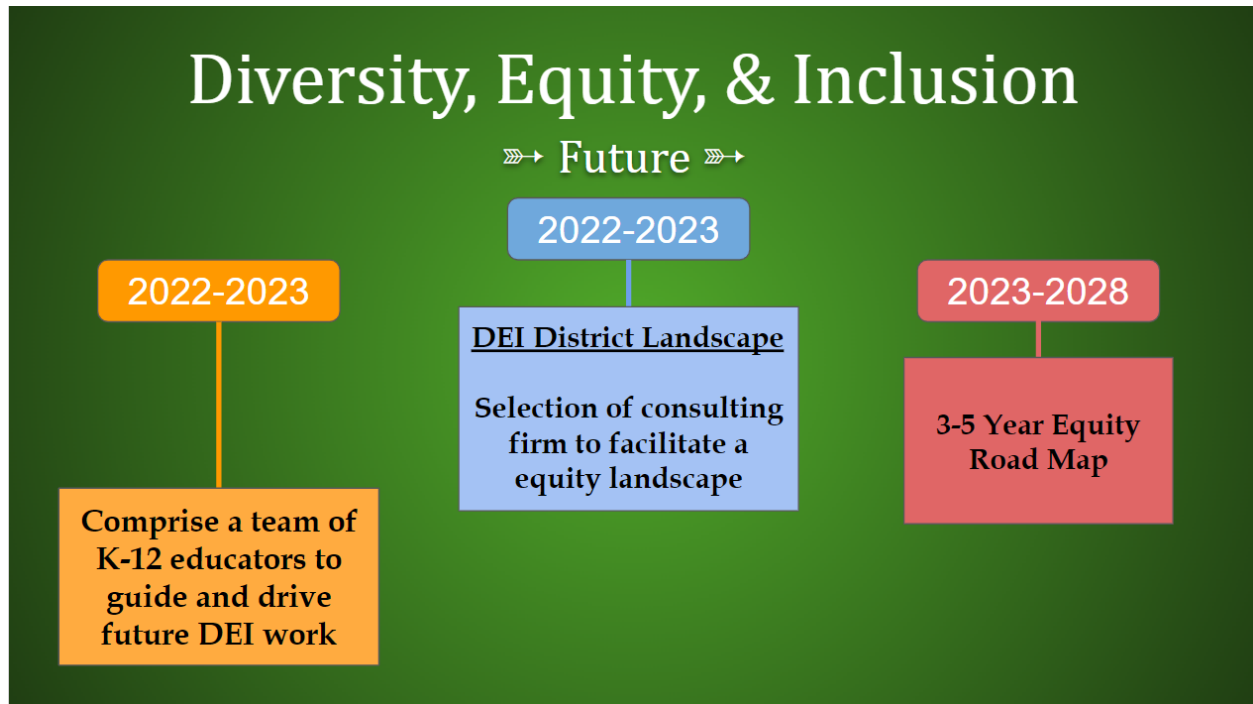 Diversity, Equity, & Inclusion
➳ Future ➳
2022-2023
Comprise a team of
K-12 educators to
guide and drive
future DEI work
2022-2023
DEI District Landscape
Selection of consulting
firm to facilitate a
equity landscape
2023-2028
3-5 Year Equity
Road Map